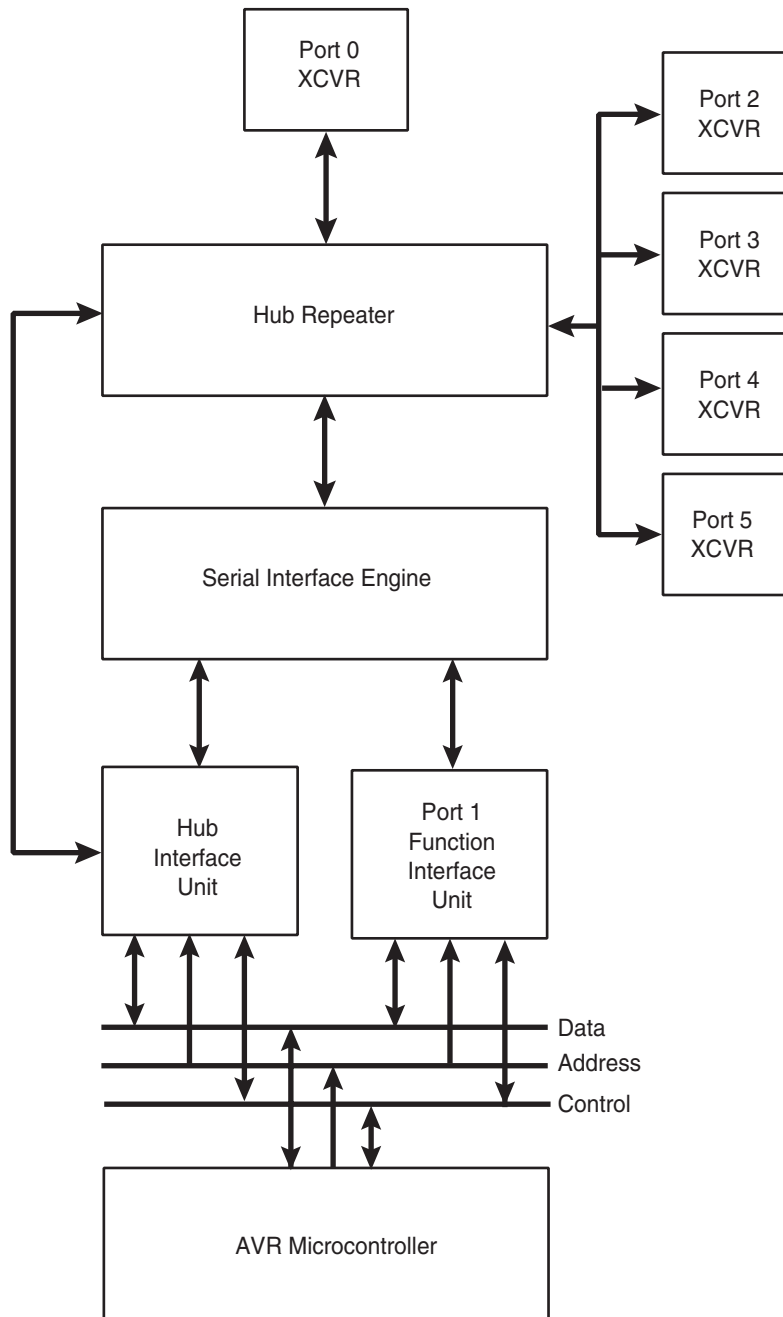 Port 0
XCVR
Port 2
XCVR
Port 3
XCVR
Hub Repeater
Port 4
XCVR
Port 5
XCVR
Serial Interface Engine
Hub
Interface
Unit
Port 1
Function
Interface
Unit
Data
Address
Control
AVR Microcontroller